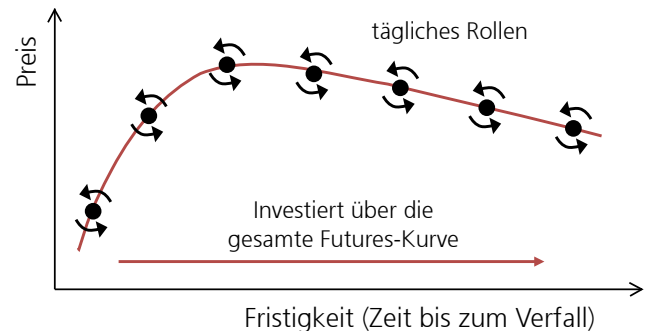 Preis
tägliches Rollen
Investiert über die
gesamte Futures-Kurve
Fristigkeit (Zeit bis zum Verfall)